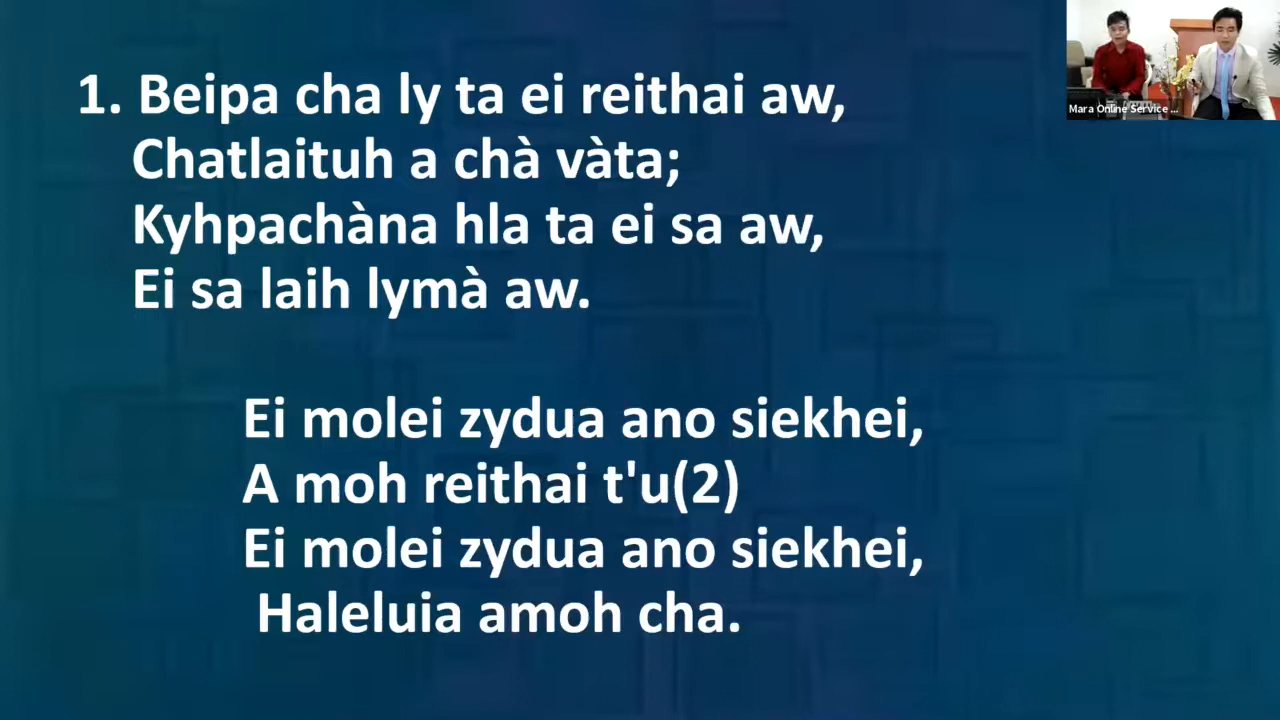 1. Beipa cha ly ta ei reithai aw,
Chatlaituh a chà vàta;
Kyhpachàna hla ta ei sa aw,
Ei sa laih lymà aw.
Ei molei zydua ano siekhei,
A moh reithai t'u(2)
Ei molei zydua ano siekhei,
Haleluia amoh cha.
Mara Online Service ...